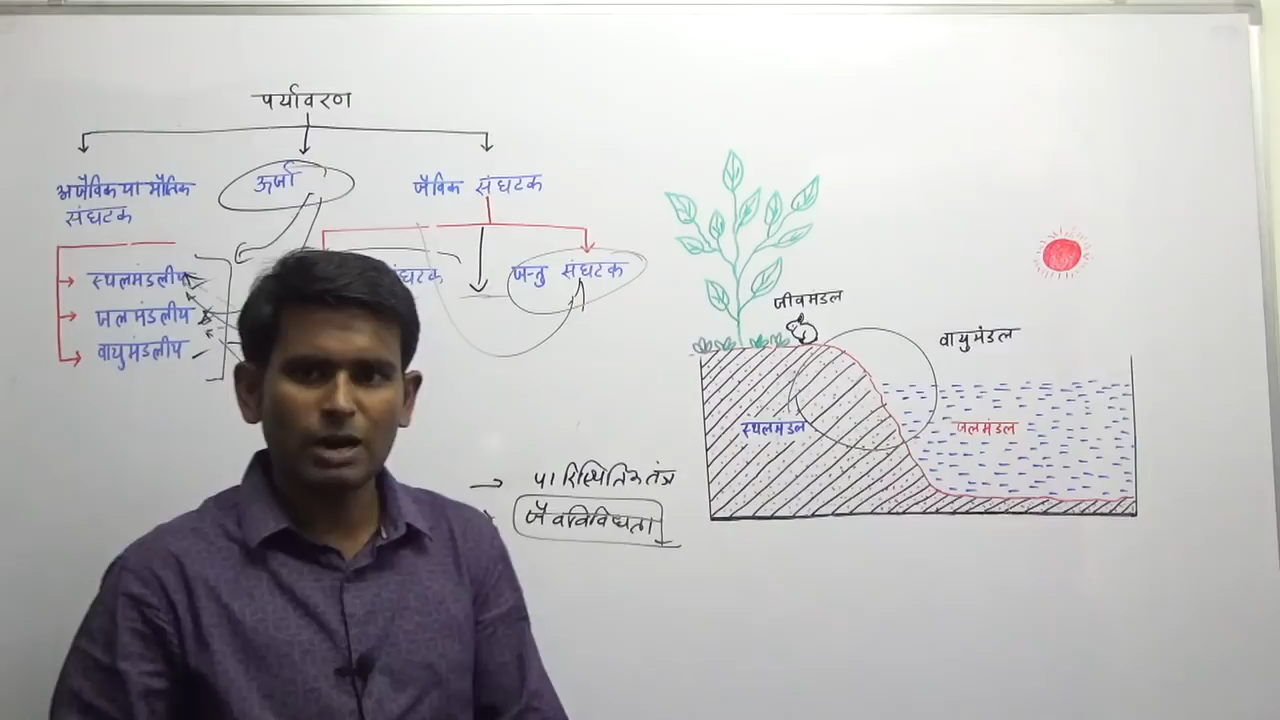 पर्यावरण
अजैविक या भौतिक
संघटक
ऊर्जा
जैविक संघटक
स्थलमंडलीय
जलमंडलीय
वायुमंडलीय
संघटक
जन्तु संघटक
पारिस्थितिक तंत्र
जैवविविधता
जीवमंडल
वायुमंडल
स्थलमंडल
जलमंडल